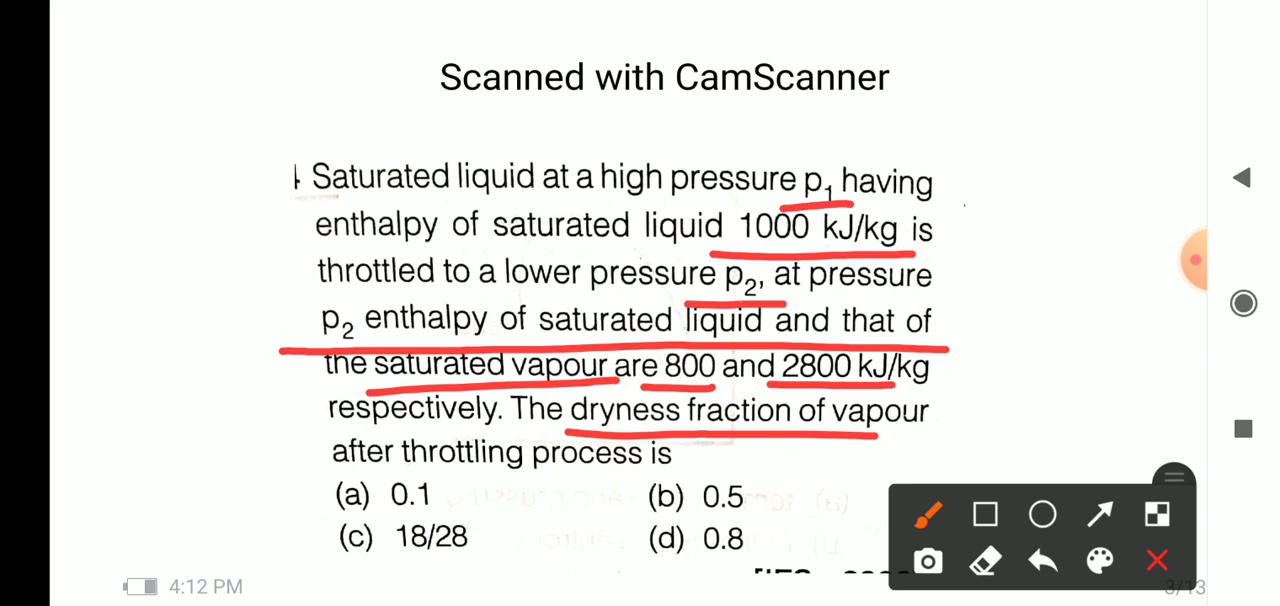 Scanned with CamScanner
Saturated liquid at a high pressure p₁ having
enthalpy of saturated liquid 1000 kJ/kg is
throttled to a lower pressure p₂, at pressure
p₂ enthalpy of saturated liquid and that of
the saturated vapour are 800 and 2800 kJ/kg
respectively. The dryness fraction of vapour
after throttling process is
(a) 0.1 (b) 0.5
(c) 18/28 (d) 0.8
4:12 PM
3/13